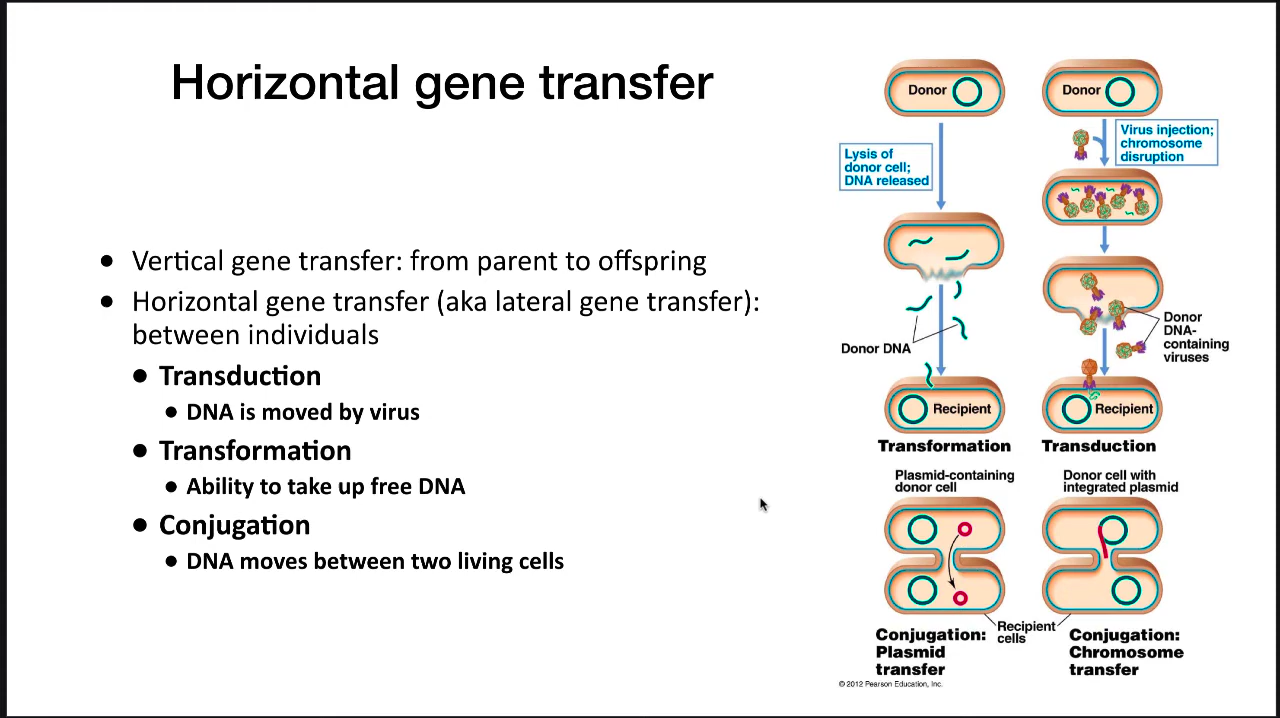 Horizontal gene transfer
● Vertical gene transfer: from parent to offspring
● Horizontal gene transfer (aka lateral gene transfer):
between individuals
● Transduction
● DNA is moved by virus
● Transformation
● Ability to take up free DNA
● Conjugation
● DNA moves between two living cells
Donor
Lysis of
donor cell;
DNA released
Donor DNA
Recipient
Transformation
Donor
Virus injection;
chromosome
disruption
Donor
DNA-
containing
viruses
Recipient
Transduction
Plasmid-containing
donor cell
Conjugation:
Plasmid
transfer
Recipient
cells
Donor cell with
integrated plasmid
Conjugation:
Chromosome
transfer
© 2012 Pearson Education, Inc.